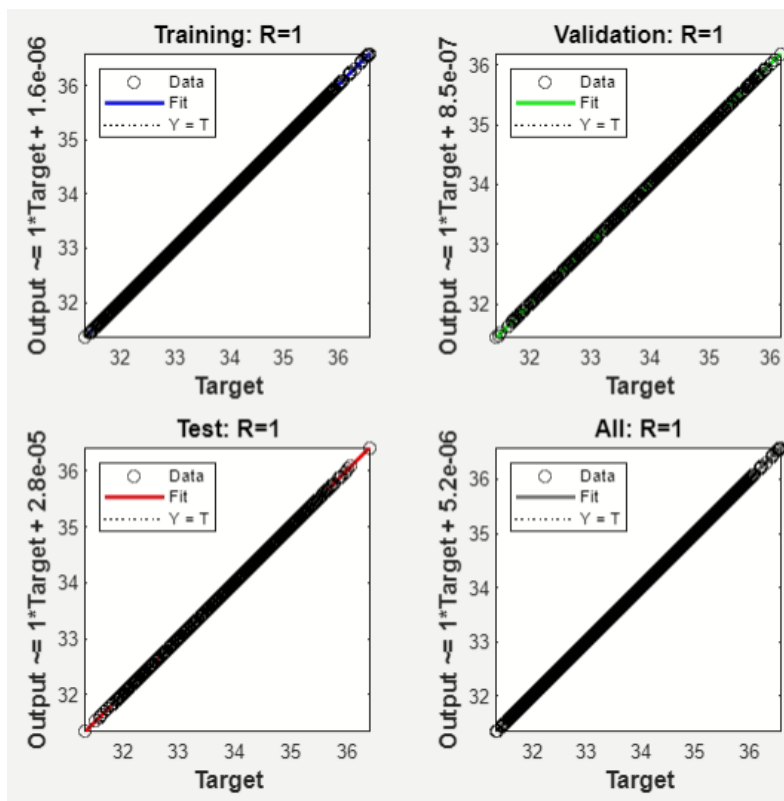 Training: R=1
Output ~= 1*Target + 1.6e-06
36
35
34
33
32
Data
Fit
Y = T
32 33 34 35 36
Target
Validation: R=1
Output ~= 1*Target + 8.5e-07
36
35
34
33
32
Data
Fit
Y = T
32 33 34 35 36
Target
Test: R=1
Output ~= 1*Target + 2.8e-05
36
35
34
33
32
Data
Fit
Y = T
32 33 34 35 36
Target
All: R=1
Output ~= 1*Target + 5.2e-06
36
35
34
33
32
Data
Fit
Y = T
32 33 34 35 36
Target